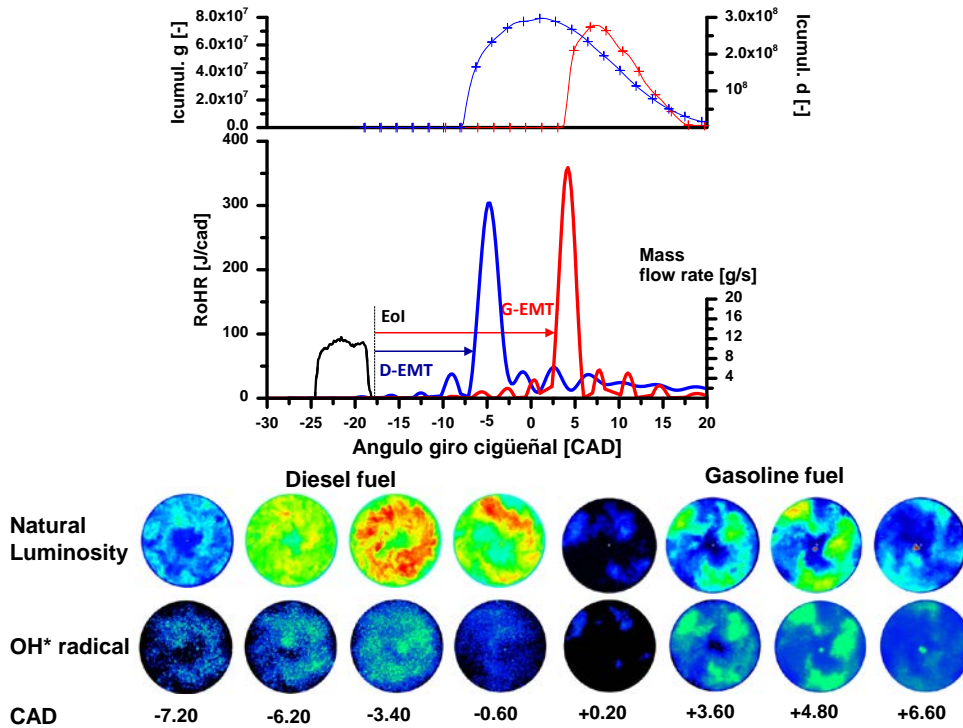 Icumul. g [-]
8.0x10⁷
6.0x10⁷
4.0x10⁷
2.0x10⁷
0.0
3.0x10⁸
2.0x10⁸
10⁸
Icumul. d [-]
RoHR [J/cad]
400
300
200
100
0
EoI
G-EMT
D-EMT
Mass
flow rate [g/s]
20
16
12
8
4
-30 -25 -20 -15 -10 -5 0 5 10 15 20
Angulo giro cigüeñal [CAD]
Diesel fuel Gasoline fuel
Natural
Luminosity
OH* radical
CAD -7.20 -6.20 -3.40 -0.60 +0.20 +3.60 +4.80 +6.60